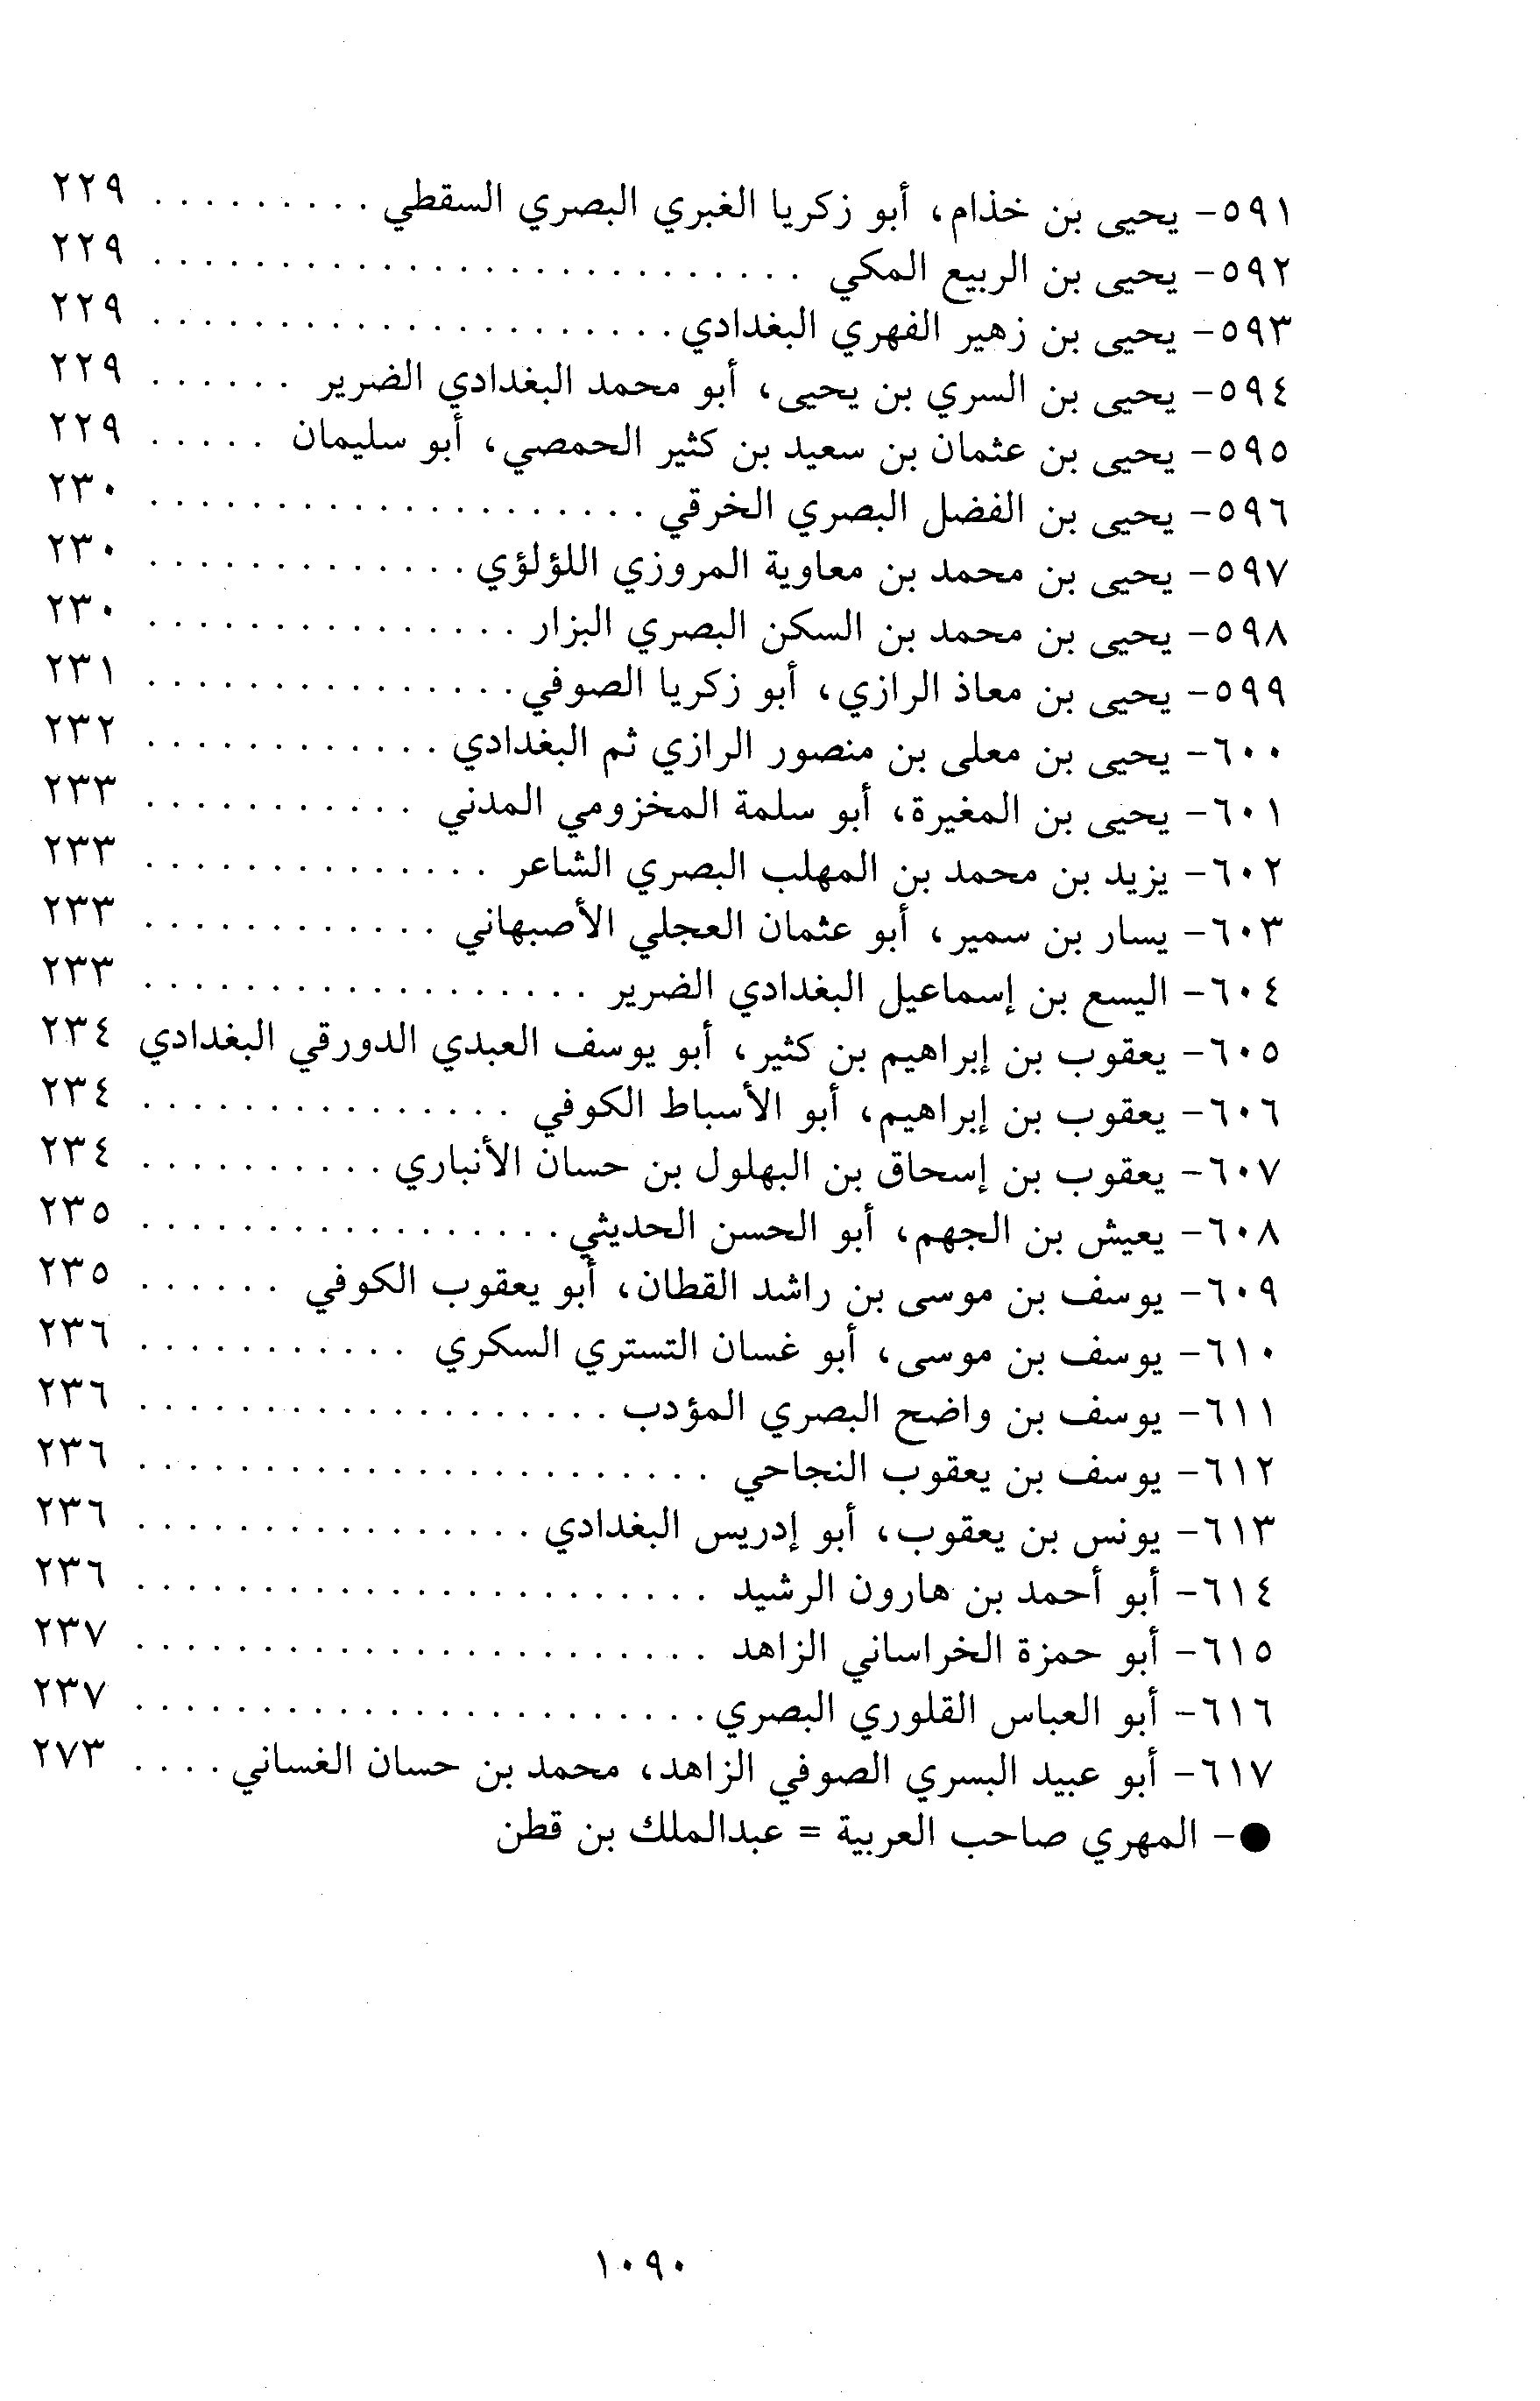 ٥٩١- يحيى بن خذام، أبو زكريا الغبري البصري السقطي . . . . . . . . . ٢٢٩
٥٩٢- يحيى بن الربيع المكي . . . . . . . . . . . . . . . . . . . . . . . . . . ٢٢٩
٥٩٣- يحيى بن زهير الفهري البغدادي . . . . . . . . . . . . . . . . . . . . . ٢٢٩
٥٩٤- يحيى بن السري بن يحيى، أبو محمد البغدادي الضرير . . . . . . ٢٢٩
٥٩٥- يحيى بن عثمان بن سعيد بن كثير الحمصي، أبو سليمان . . . . . ٢٢٩
٥٩٦- يحيى بن الفضل البصري الخرقي . . . . . . . . . . . . . . . . . . . . ٢٣٠
٥٩٧- يحيى بن محمد بن معاوية المروزي اللؤلؤي . . . . . . . . . . . . . ٢٣٠
٥٩٨- يحيى بن محمد بن السكن البصري البزار . . . . . . . . . . . . . . . ٢٣٠
٥٩٩- يحيى بن معاذ الرازي، أبو زكريا الصوفي . . . . . . . . . . . . . . . ٢٣١
٦٠٠- يحيى بن معلى بن منصور الرازي ثم البغدادي . . . . . . . . . . . . ٢٣٢
٦٠١- يحيى بن المغيرة، أبو سلمة المخزومي المدني . . . . . . . . . . . ٢٣٣
٦٠٢- يزيد بن محمد بن المهلب البصري الشاعر . . . . . . . . . . . . . . ٢٣٣
٦٠٣- يسار بن سمير، أبو عثمان العجلي الأصبهاني . . . . . . . . . . . . ٢٣٣
٦٠٤- اليسع بن إسماعيل البغدادي الضرير . . . . . . . . . . . . . . . . . . ٢٣٣
٦٠٥- يعقوب بن إبراهيم بن كثير، أبو يوسف العبدي الدورقي البغدادي ٢٣٤
٦٠٦- يعقوب بن إبراهيم، أبو الأسباط الكوفي . . . . . . . . . . . . . . . ٢٣٤
٦٠٧- يعقوب بن إسحاق بن البهلول بن حسان الأنباري . . . . . . . . . . ٢٣٤
٦٠٨- يعيش بن الجهم، أبو الحسن الحديثي . . . . . . . . . . . . . . . . . ٢٣٥
٦٠٩- يوسف بن موسى بن راشد القطان، أبو يعقوب الكوفي . . . . . . ٢٣٥
٦١٠- يوسف بن موسى، أبو غسان التستري السكري . . . . . . . . . . . ٢٣٦
٦١١- يوسف بن واضح البصري المؤدب . . . . . . . . . . . . . . . . . . . ٢٣٦
٦١٢- يوسف بن يعقوب النجاحي . . . . . . . . . . . . . . . . . . . . . . . ٢٣٦
٦١٣- يونس بن يعقوب، أبو إدريس البغدادي . . . . . . . . . . . . . . . . ٢٣٦
٦١٤- أبو أحمد بن هارون الرشيد . . . . . . . . . . . . . . . . . . . . . . . ٢٣٦
٦١٥- أبو حمزة الخراساني الزاهد . . . . . . . . . . . . . . . . . . . . . . . ٢٣٧
٦١٦- أبو العباس القلوري البصري . . . . . . . . . . . . . . . . . . . . . . . ٢٣٧
٦١٧- أبو عبيد البسري الصوفي الزاهد، محمد بن حسان الغساني . . . . ٢٧٣
●- المهري صاحب العربية = عبدالملك بن قطن
١٠٩٠